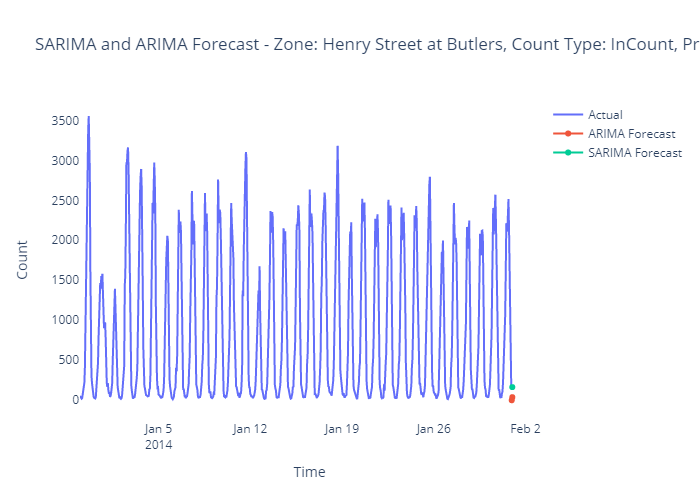 SARIMA and ARIMA Forecast - Zone: Henry Street at Butlers, Count Type: InCount, Pr
Actual
ARIMA Forecast
SARIMA Forecast
3500
3000
2500
2000
1500
1000
500
0
Count
Jan 5
2014
Jan 12
Jan 19
Jan 26
Feb 2
Time